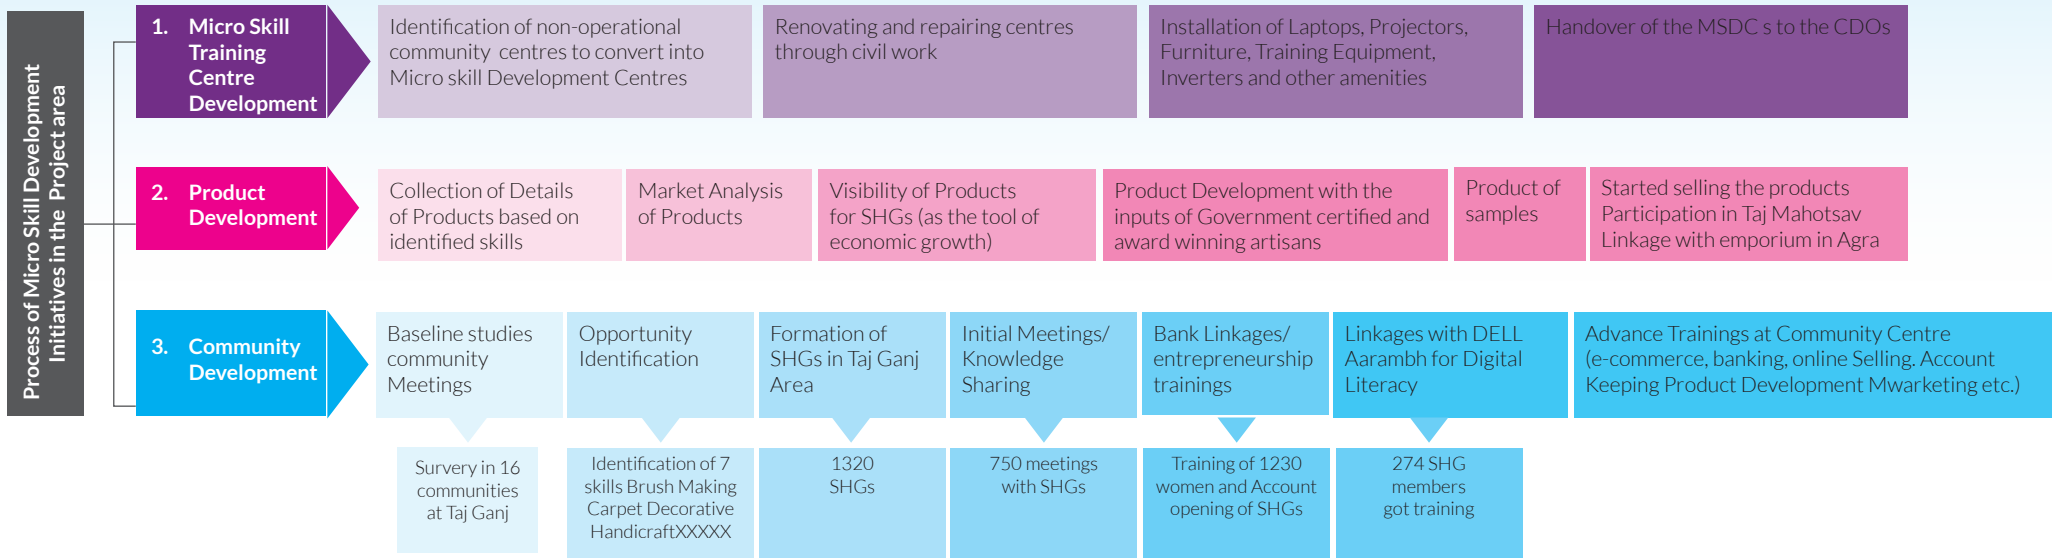 Process of Micro Skill Development
Initiatives in the Project area
1. Micro Skill
Training
Centre
Development
Identification of non-operational
community centres to convert into
Micro skill Development Centres
Renovating and repairing centres
through civil work
Installation of Laptops, Projectors,
Furniture, Training Equipment,
Inverters and other amenities
Handover of the MSDC s to the CDOs
2. Product
Development
Collection of Details
of Products based on
identified skills
Market Analysis
of Products
Visibility of Products
for SHGs (as the tool of
economic growth)
Product Development with the
inputs of Government certified and
award winning artisans
Product of
samples
Started selling the products
Participation in Taj Mahotsav
Linkage with emporium in Agra
3. Community
Development
Baseline studies
community
Meetings
Opportunity
Identification
Formation of
SHGs in Taj Ganj
Area
Initial Meetings/
Knowledge
Sharing
Bank Linkages/
entrepreneurship
trainings
Linkages with DELL
Aarambh for Digital
Literacy
Advance Trainings at Community Centre
(e-commerce, banking, online Selling. Account
Keeping Product Development Mwarketing etc.)
Survery in 16
communities
at Taj Ganj
Identification of 7
skills Brush Making
Carpet Decorative
HandicraftXXXXX
1320
SHGs
750 meetings
with SHGs
Training of 1230
women and Account
opening of SHGs
274 SHG
members
got training